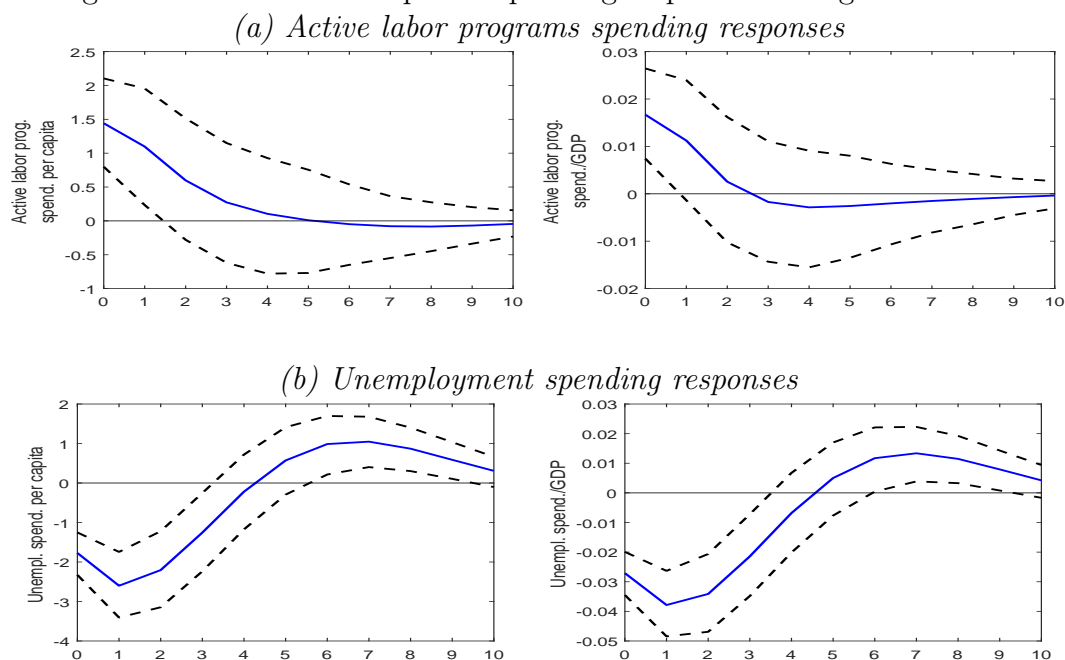 (a) Active labor programs spending responses
Active labor prog.
spend. per capita
2.5
2
1.5
1
0.5
0
-0.5
-1
0 1 2 3 4 5 6 7 8 9 10
Active labor prog.
spend./GDP
0.03
0.02
0.01
0
-0.01
-0.02
0 1 2 3 4 5 6 7 8 9 10
(b) Unemployment spending responses
Unempl. spend. per capita
2
1
0
-1
-2
-3
-4
0 1 2 3 4 5 6 7 8 9 10
Unempl. spend./GDP
0.03
0.02
0.01
0
-0.01
-0.02
-0.03
-0.04
-0.05
0 1 2 3 4 5 6 7 8 9 10